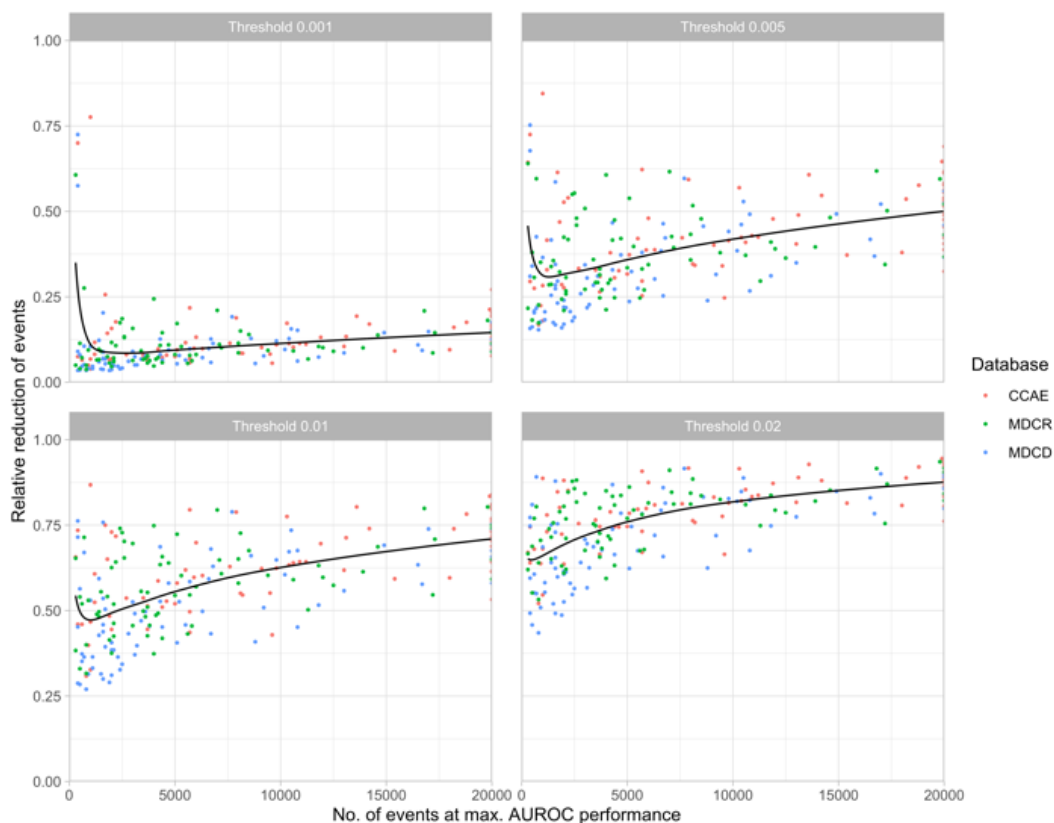 Threshold 0.001
Threshold 0.005
1.00
0.75
0.50
0.25
0.00
Relative reduction of events
Threshold 0.01
Threshold 0.02
1.00
0.75
0.50
0.25
0.00
0 5000 10000 15000 20000 0 5000 10000 15000 20000
No. of events at max. AUROC performance
Database
CCAE
MDCR
MDCD